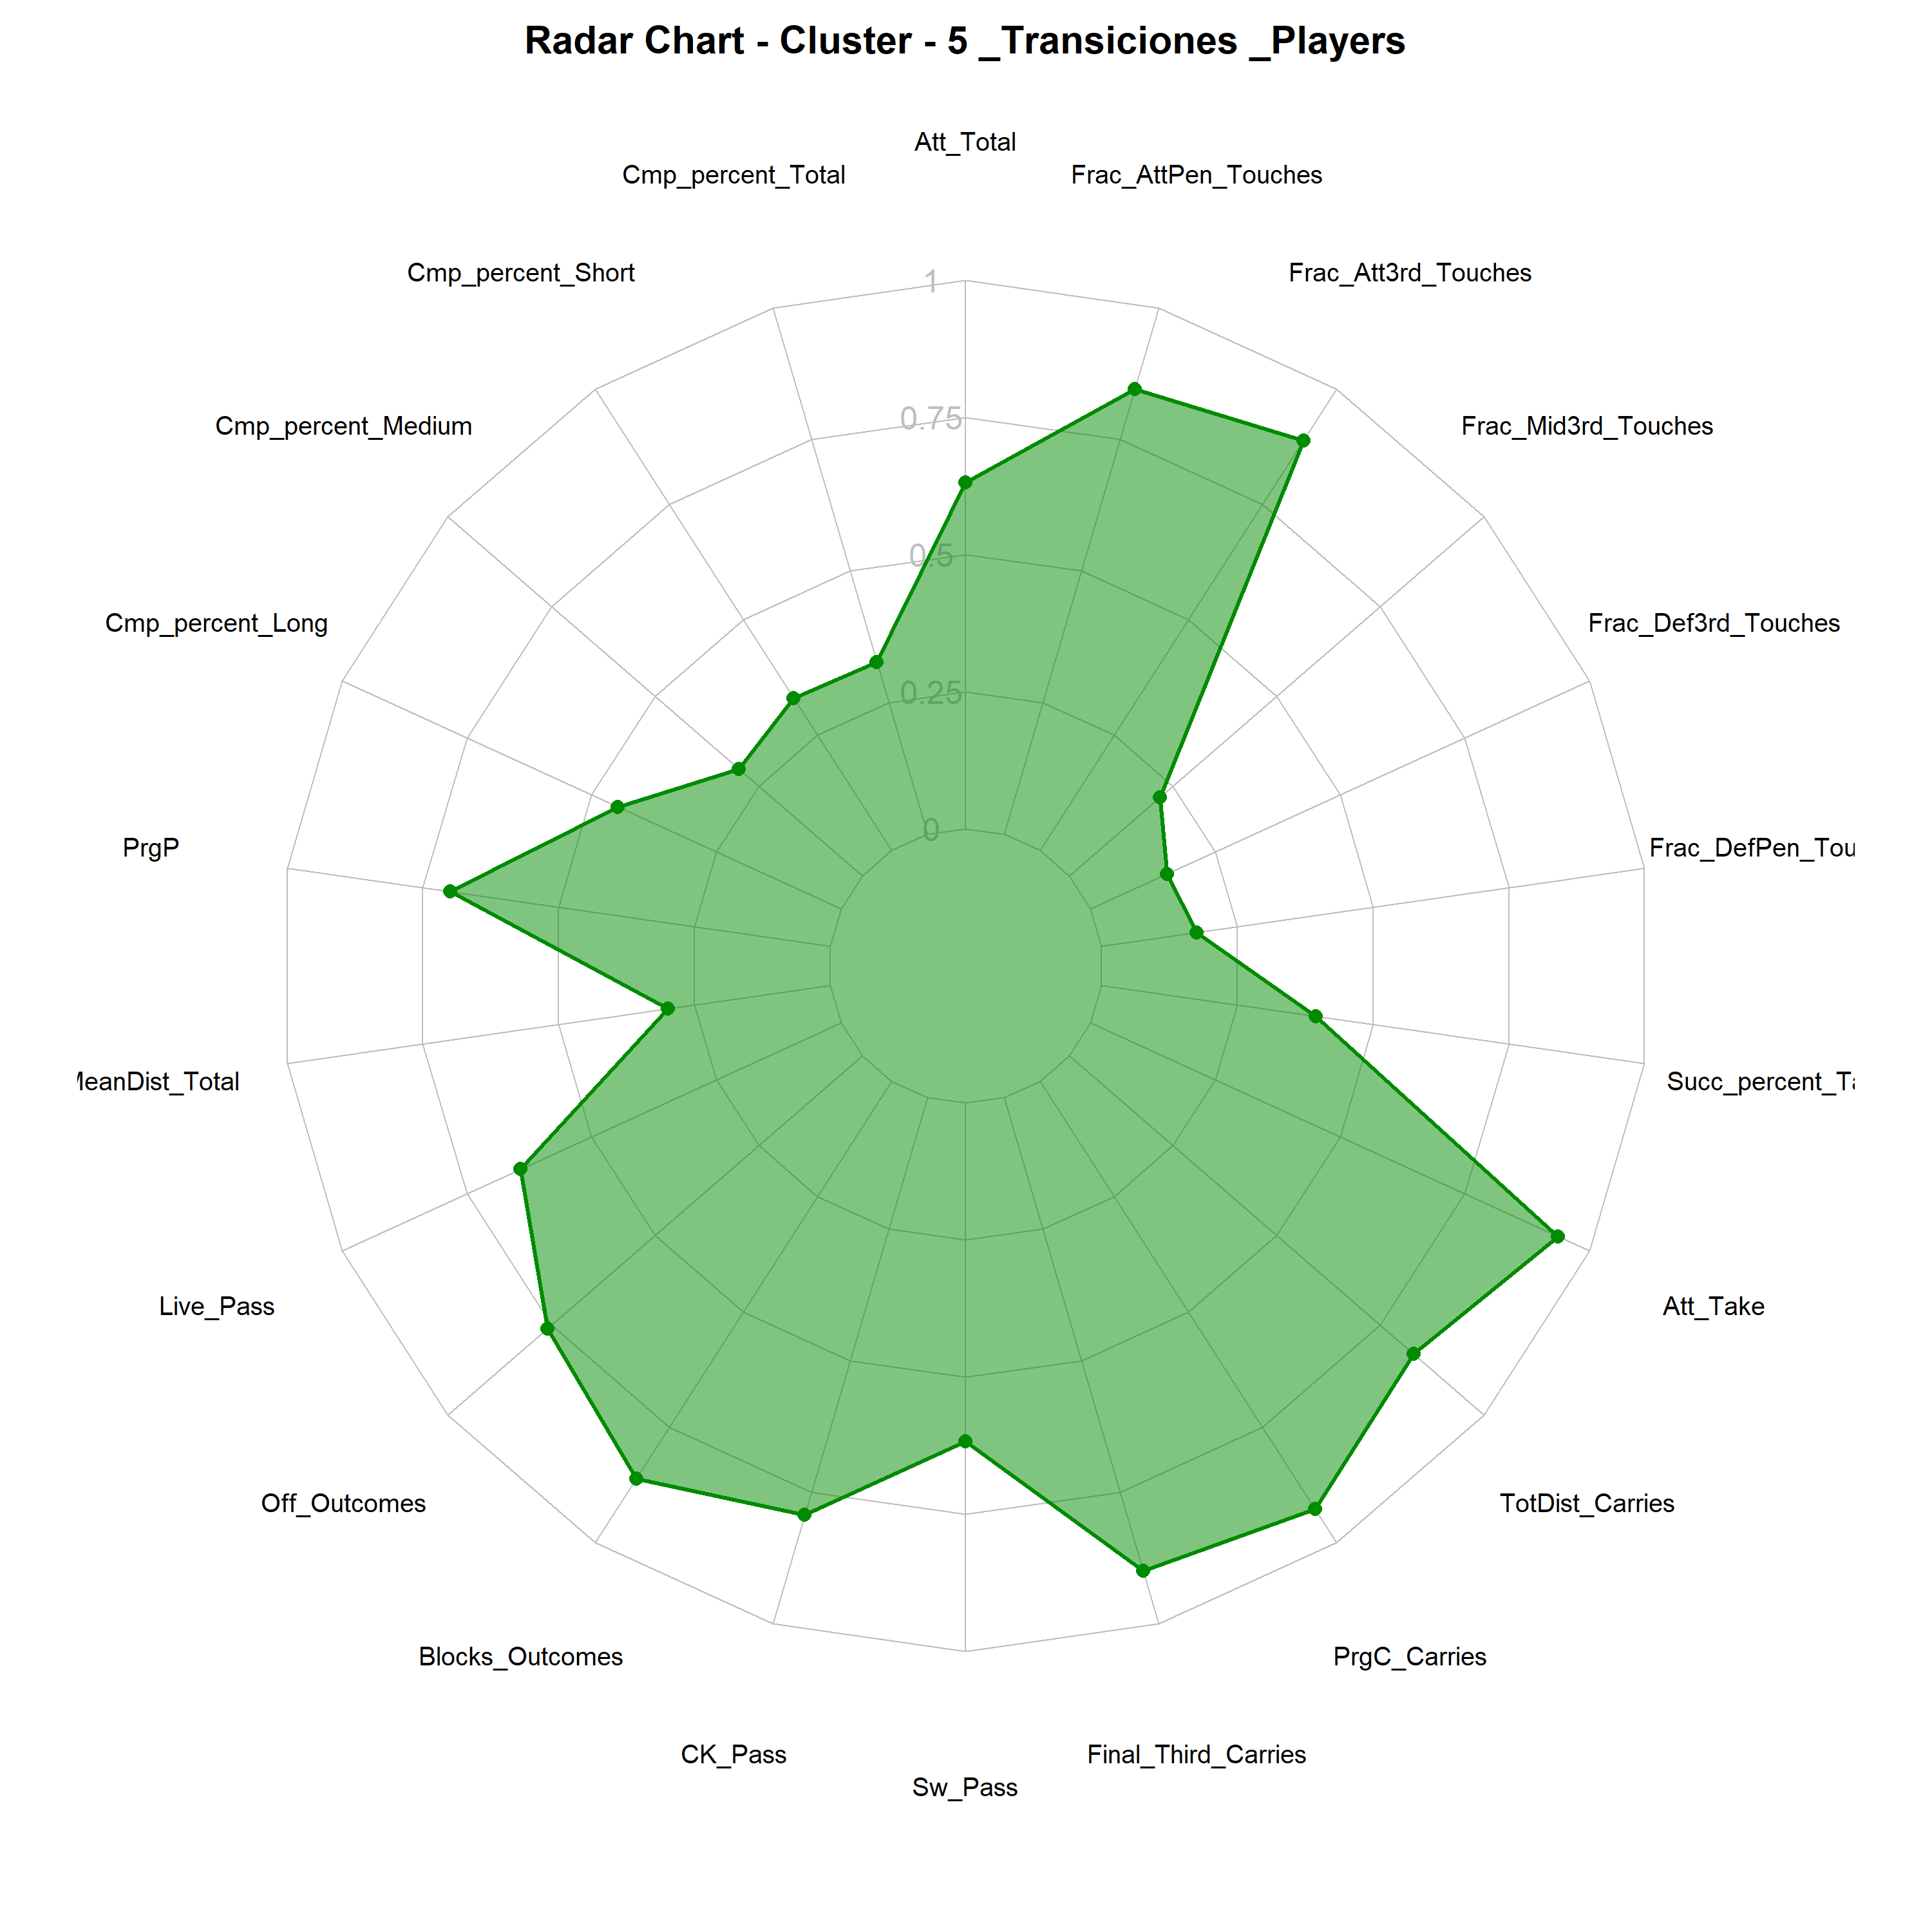 Radar Chart - Cluster - 5 _Transiciones _Players
Att_Total
Cmp_percent_Total
Frac_AttPen_Touches
Cmp_percent_Short
Frac_Att3rd_Touches
1
Cmp_percent_Medium
Frac_Mid3rd_Touches
0.75
0.5
Cmp_percent_Long
Frac_Def3rd_Touches
0.25
0
PrgP
Frac_DefPen_Tou
MeanDist_Total
Succ_percent_Ta
Live_Pass
Att_Take
Off_Outcomes
TotDist_Carries
Blocks_Outcomes
PrgC_Carries
CK_Pass
Final_Third_Carries
Sw_Pass